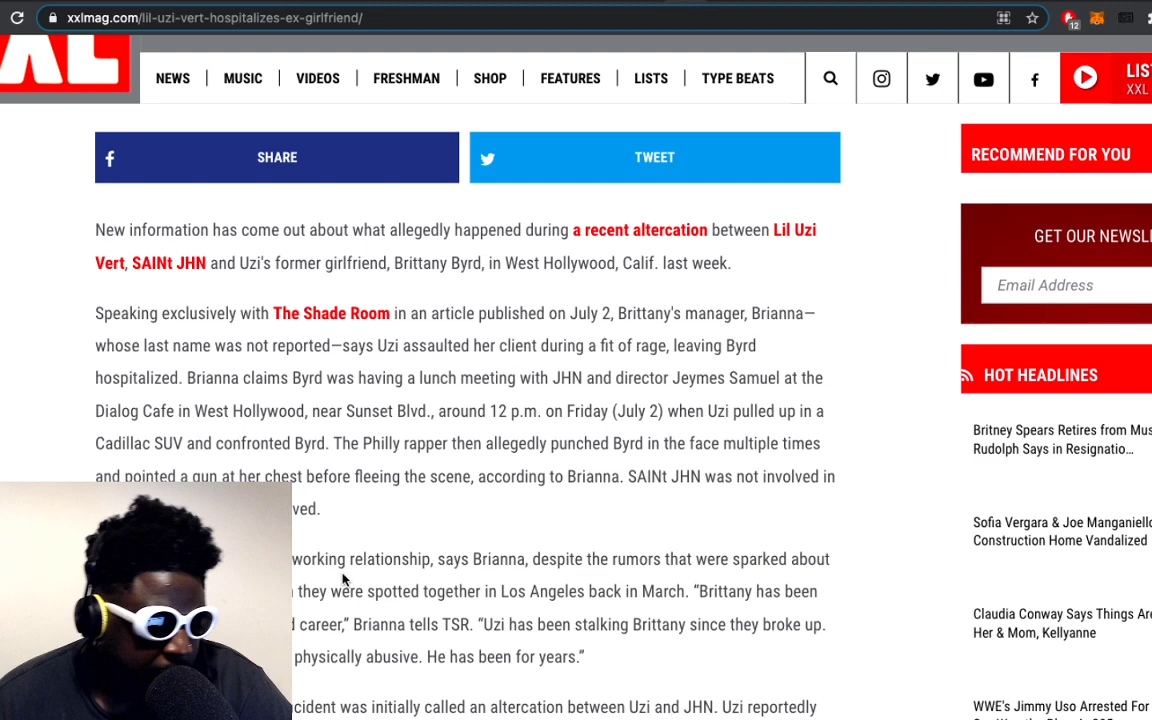 xxlmag.com/lil-uzi-vert-hospitalizes-ex-girlfriend/
12
XXL
NEWS
MUSIC
VIDEOS
FRESHMAN
SHOP
FEATURES
LISTS
TYPE BEATS
LIS
XXL
SHARE
TWEET
New information has come out about what allegedly happened during a recent altercation between Lil Uzi
Vert, SAINt JHN and Uzi's former girlfriend, Brittany Byrd, in West Hollywood, Calif. last week.
Speaking exclusively with The Shade Room in an article published on July 2, Brittany's manager, Brianna—
whose last name was not reported—says Uzi assaulted her client during a fit of rage, leaving Byrd
hospitalized. Brianna claims Byrd was having a lunch meeting with JHN and director Jeymes Samuel at the
Dialog Cafe in West Hollywood, near Sunset Blvd., around 12 p.m. on Friday (July 2) when Uzi pulled up in a
Cadillac SUV and confronted Byrd. The Philly rapper then allegedly punched Byrd in the face multiple times
and pointed a gun at her chest before fleeing the scene, according to Brianna. SAINt JHN was not involved in
ved.
working relationship, says Brianna, despite the rumors that were sparked about
they were spotted together in Los Angeles back in March. “Brittany has been
career,” Brianna tells TSR. “Uzi has been stalking Brittany since they broke up.
physically abusive. He has been for years.”
cident was initially called an altercation between Uzi and JHN. Uzi reportedly
RECOMMEND FOR YOU
GET OUR NEWSL
Email Address
HOT HEADLINES
Britney Spears Retires from Mus
Rudolph Says in Resignatio…
Sofia Vergara & Joe Manganiello
Construction Home Vandalized
Claudia Conway Says Things Are
Her & Mom, Kellyanne
WWE's Jimmy Uso Arrested For